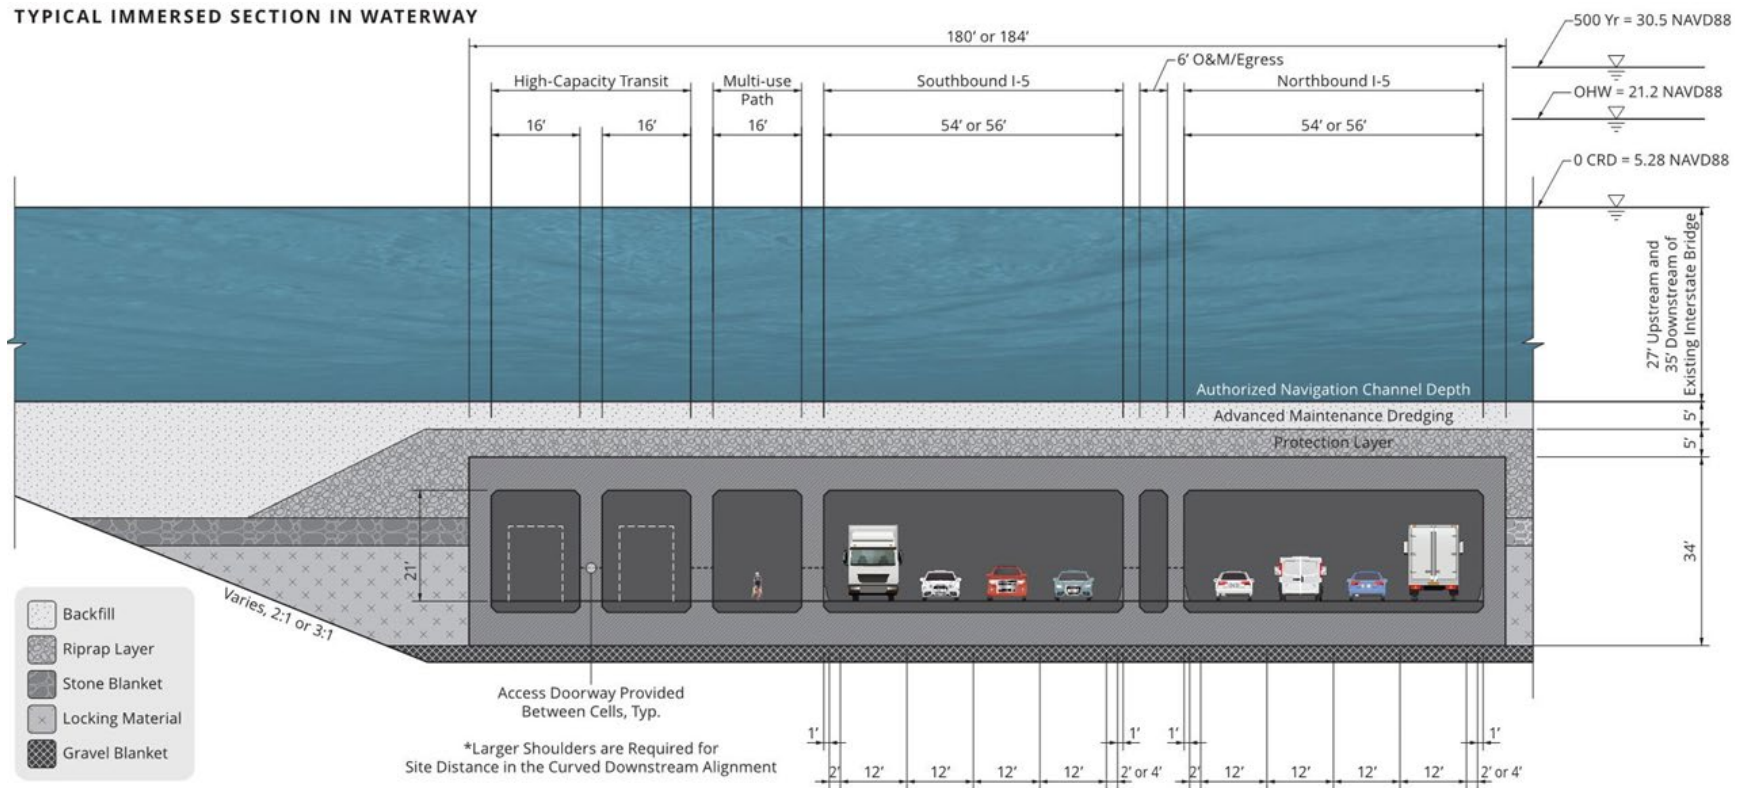 TYPICAL IMMERSED SECTION IN WATERWAY
500 Yr = 30.5 NAVD88
180’ or 184’
6’ O&M/Egress
High-Capacity Transit
Multi-use
Path
Southbound I-5
Northbound I-5
OHW = 21.2 NAVD88
16’
16’
16’
54’ or 56’
54’ or 56’
0 CRD = 5.28 NAVD88
27’ Upstream and
35’ Downstream of
Existing Interstate Bridge
Authorized Navigation Channel Depth
Advanced Maintenance Dredging
5’
Protection Layer
5’
34’
21’
Varies, 2:1 or 3:1
Backfill
Riprap Layer
Stone Blanket
Locking Material
Gravel Blanket
Access Doorway Provided
Between Cells, Typ.
*Larger Shoulders are Required for
Site Distance in the Curved Downstream Alignment
1’
1’
1’
1’
2’
12’
12’
12’
12’
2’ or 4’
2’
12’
12’
12’
12’
2’ or 4’